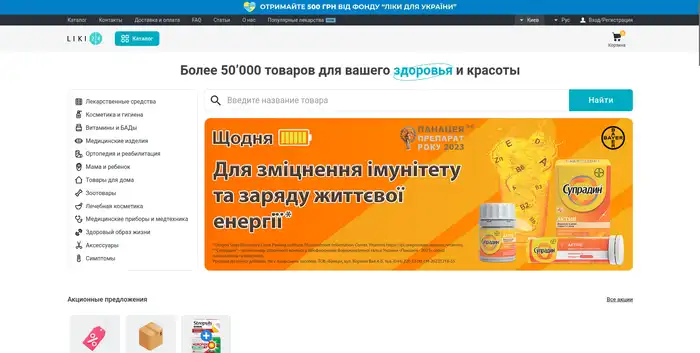 ОТРИМАЙТЕ 500 ГРН ВІД ФОНДУ "ЛІКИ ДЛЯ УКРАЇНИ"
Каталог Контакты Доставка и оплата FAQ Статьи О нас Популярные лекарства Киев Рус Вход/Регистрация
LIKI Каталог Корзина
Более 50'000 товаров для вашего здоровья и красоты
Введите название товара Найти
Лекарственные средства
Косметика и гигиена
Витамины и БАДы
Медицинские изделия
Ортопедия и реабилитация
Мама и ребенок
Товары для дома
Зоотовары
Лечебная косметика
Медицинские приборы и медтехника
Здоровый образ жизни
Аксессуары
Симптомы
Щодня
ПАНАЦЕЯ
ПРЕПАРАТ
РОКУ 2023
BAYER
Для зміцнення імунітету
та заряду життєвої
енергії*
Супрадин
АКТИВ
Акционные предложения Все акции
Strepsils